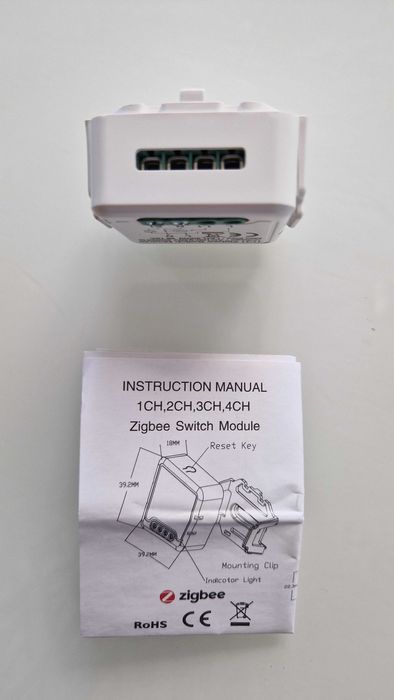 INSTRUCTION MANUAL
1CH,2CH,3CH,4CH
Zigbee Switch Module
18MM
Reset Key
39.2MM
39.2MM
Mounting Clip
Indicator Light
zigbee
RoHS CE